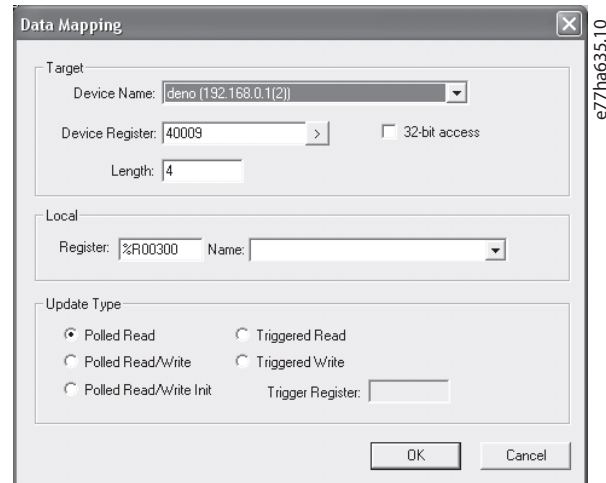 Data Mapping
Target
Device Name: deno (192.168.0.1(2))
Device Register: 40009 > 32-bit access
Length: 4
Local
Register: %R00300 Name:
Update Type
Polled Read Triggered Read
Polled Read/Write Triggered Write
Polled Read/Write Init Trigger Register:
OK Cancel
e77ha635.10